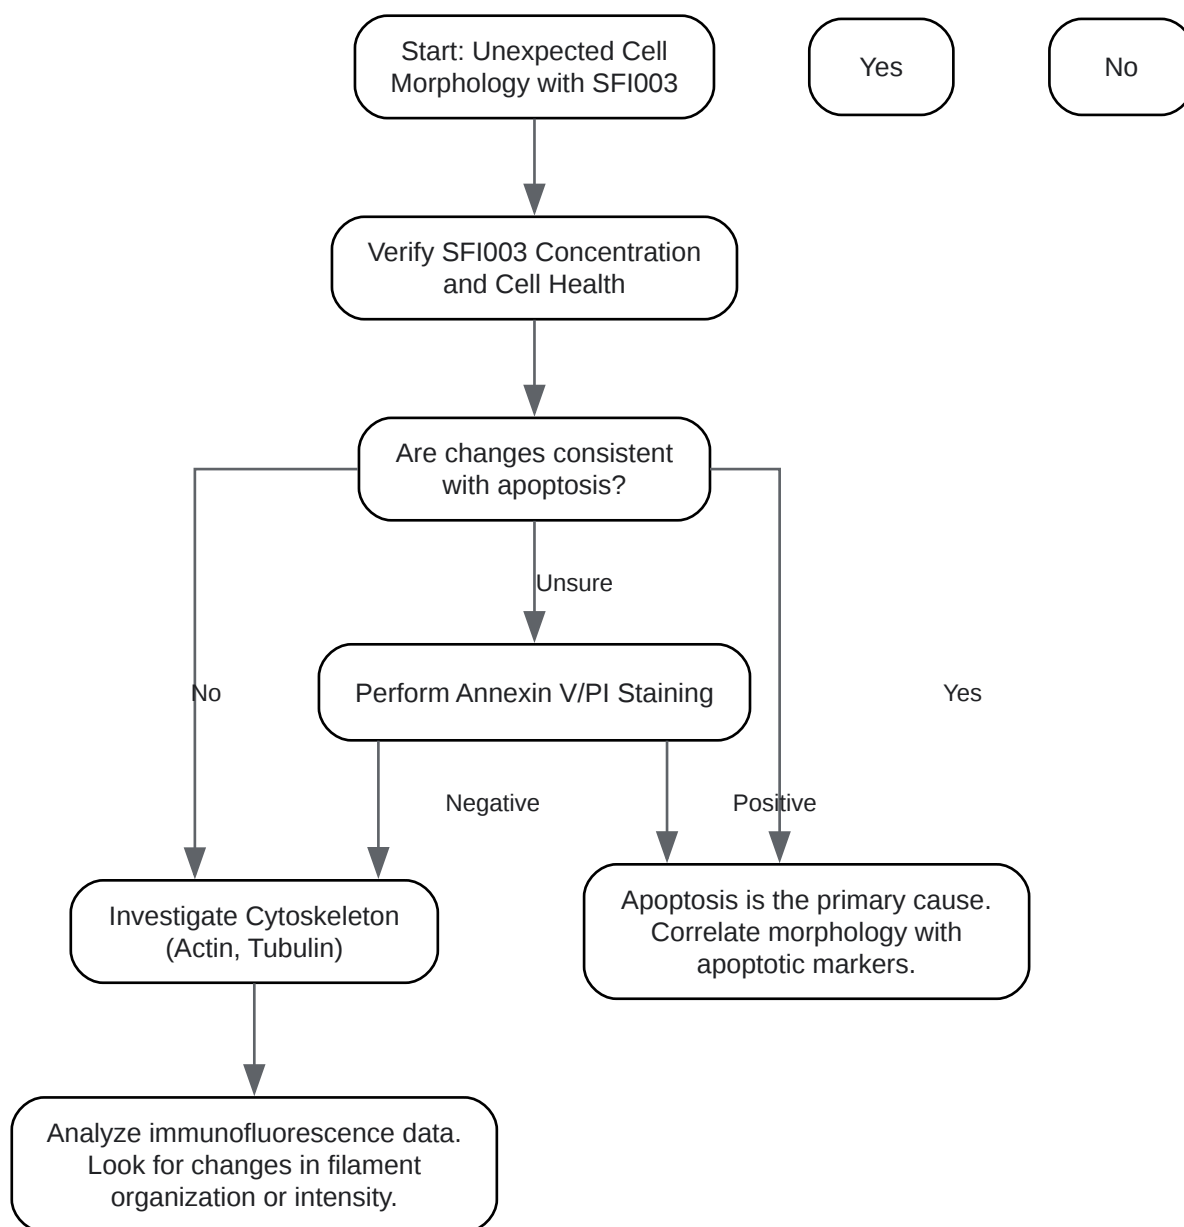 Start: Unexpected Cell
Morphology with SFI003
Yes
No
Verify SFI003 Concentration
and Cell Health
Are changes consistent
with apoptosis?
Unsure
No
Perform Annexin V/PI Staining
Yes
Negative
Positive
Investigate Cytoskeleton
(Actin, Tubulin)
Apoptosis is the primary cause.
Correlate morphology with
apoptotic markers.
Analyze immunofluorescence data.
Look for changes in filament
organization or intensity.